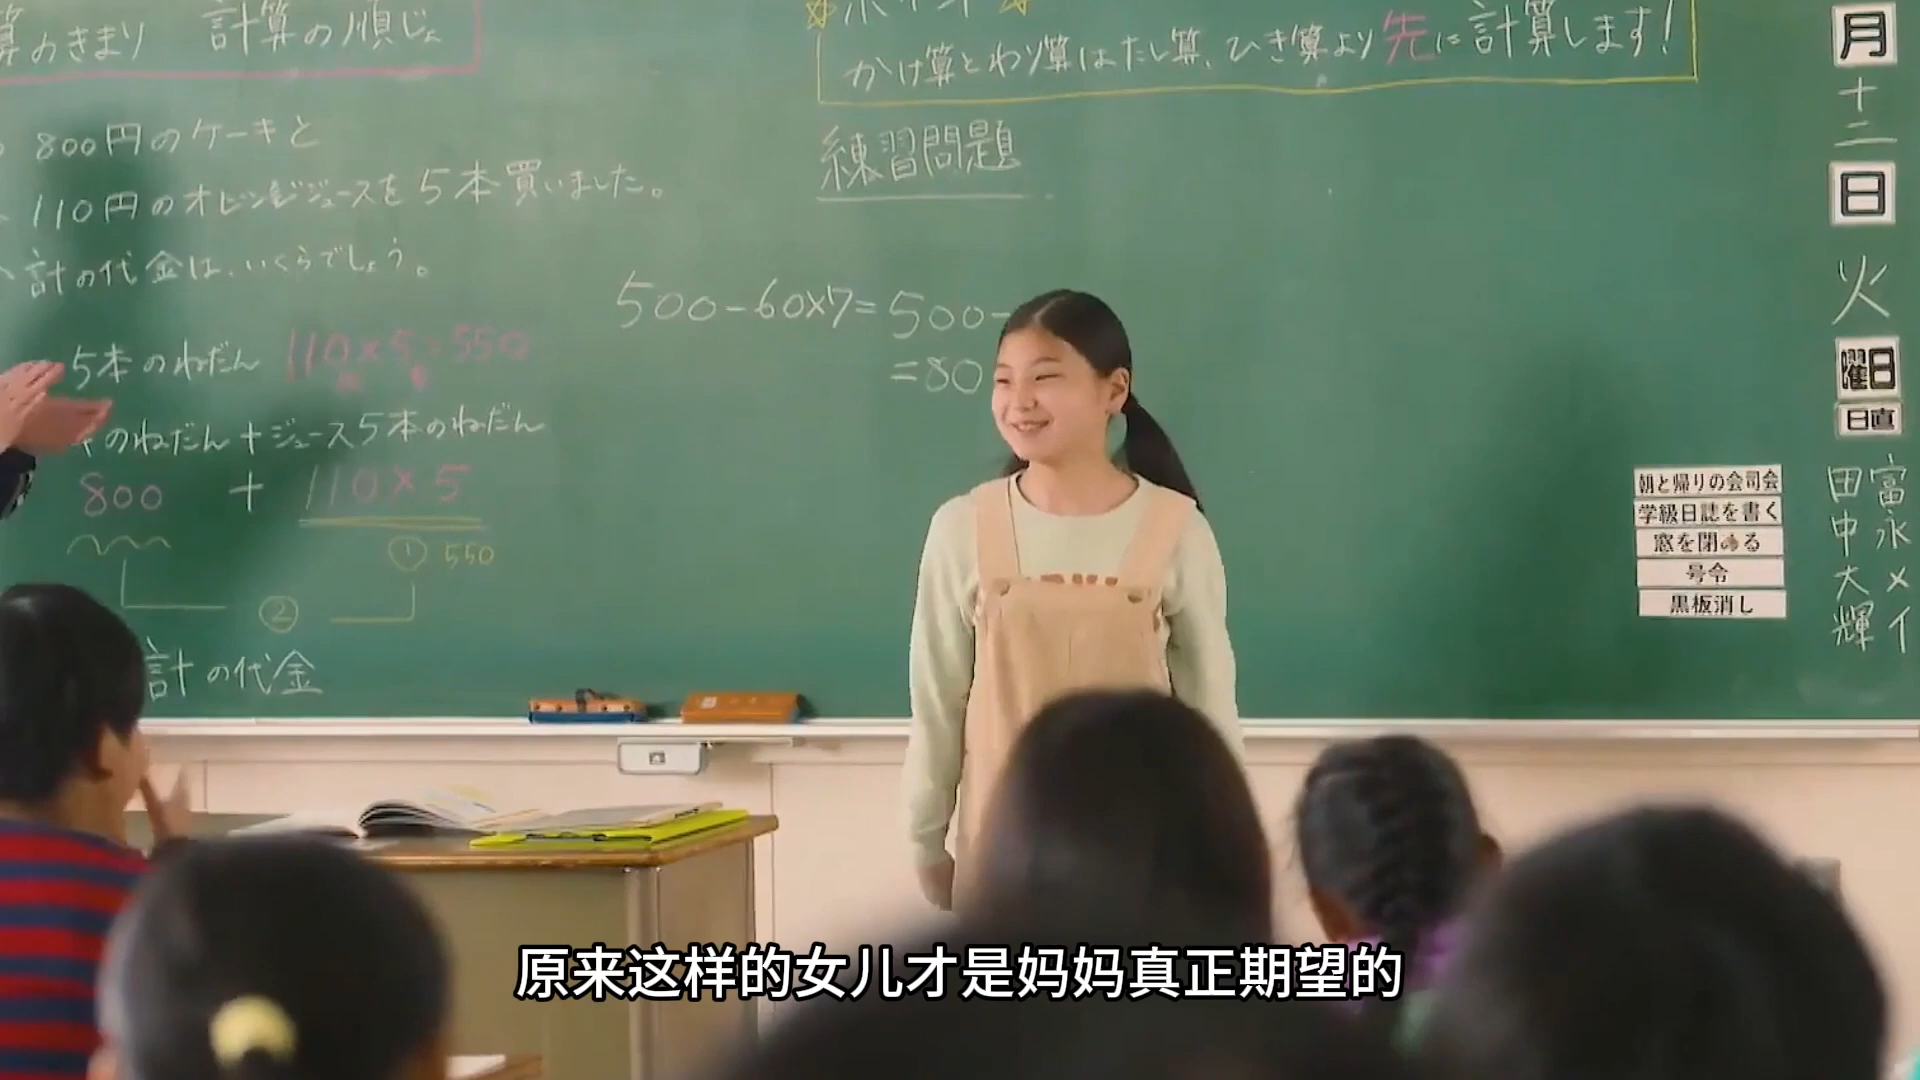 算のきまり 計算の順じょ
800円のケーキと
110円のオレンジジュースを5本買いました。
計の代金は、いくらでしょう。
5本のねだん 110×5=550
のねだん+ジュース5本のねだん
800 + 110×5
① 550
②
計の代金
ポイント
かけ算とわり算はたし算、ひき算より先に計算します!
練習問題
500-60×7=500-
=80
月
十二
日
火
曜日
日直
富永メイ
田中大輝
朝と帰りの会司会
学級日誌を書く
窓を閉める
号令
黒板消し
原来这样的女儿才是妈妈真正期望的